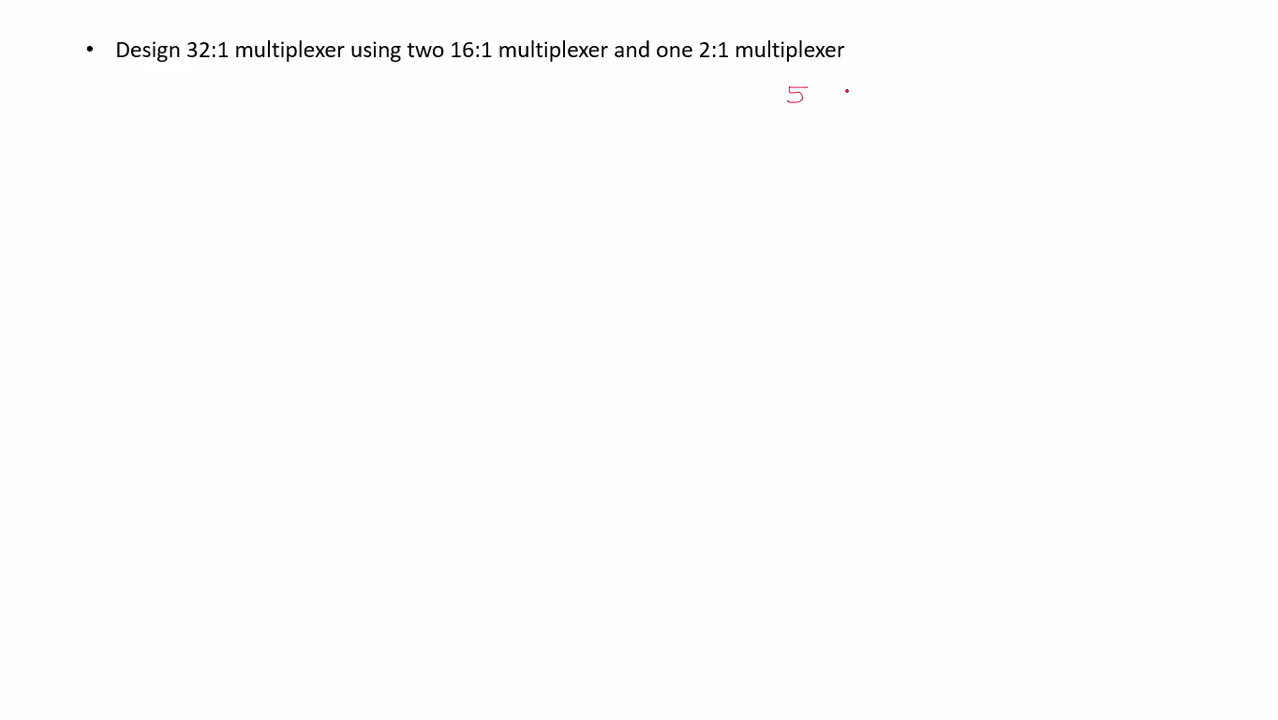 • Design 32:1 multiplexer using two 16:1 multiplexer and one 2:1 multiplexer
5